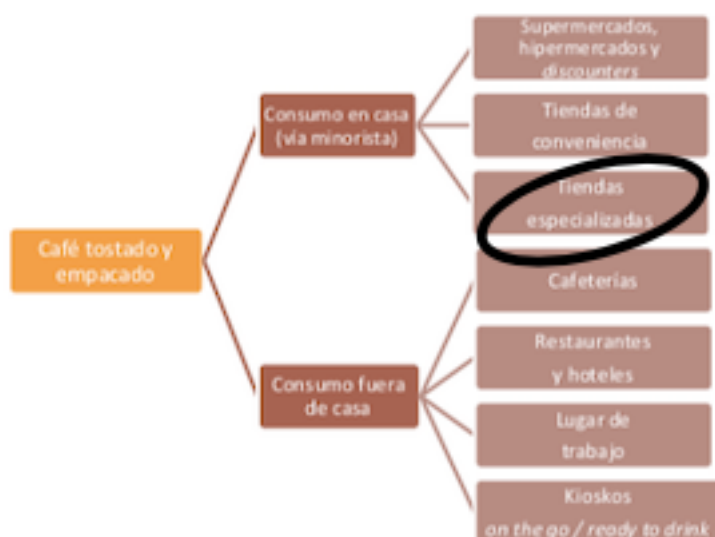 Supermercados,
hipermercados y
discounters
Consumo en casa
(vía minorista)
Tiendas de
conveniencia
Tiendas
especializadas
Café tostado y
empacado
Cafeterías
Restaurantes
y hoteles
Consumo fuera
de casa
Lugar de
trabajo
Kioskos
on the go / ready to drink